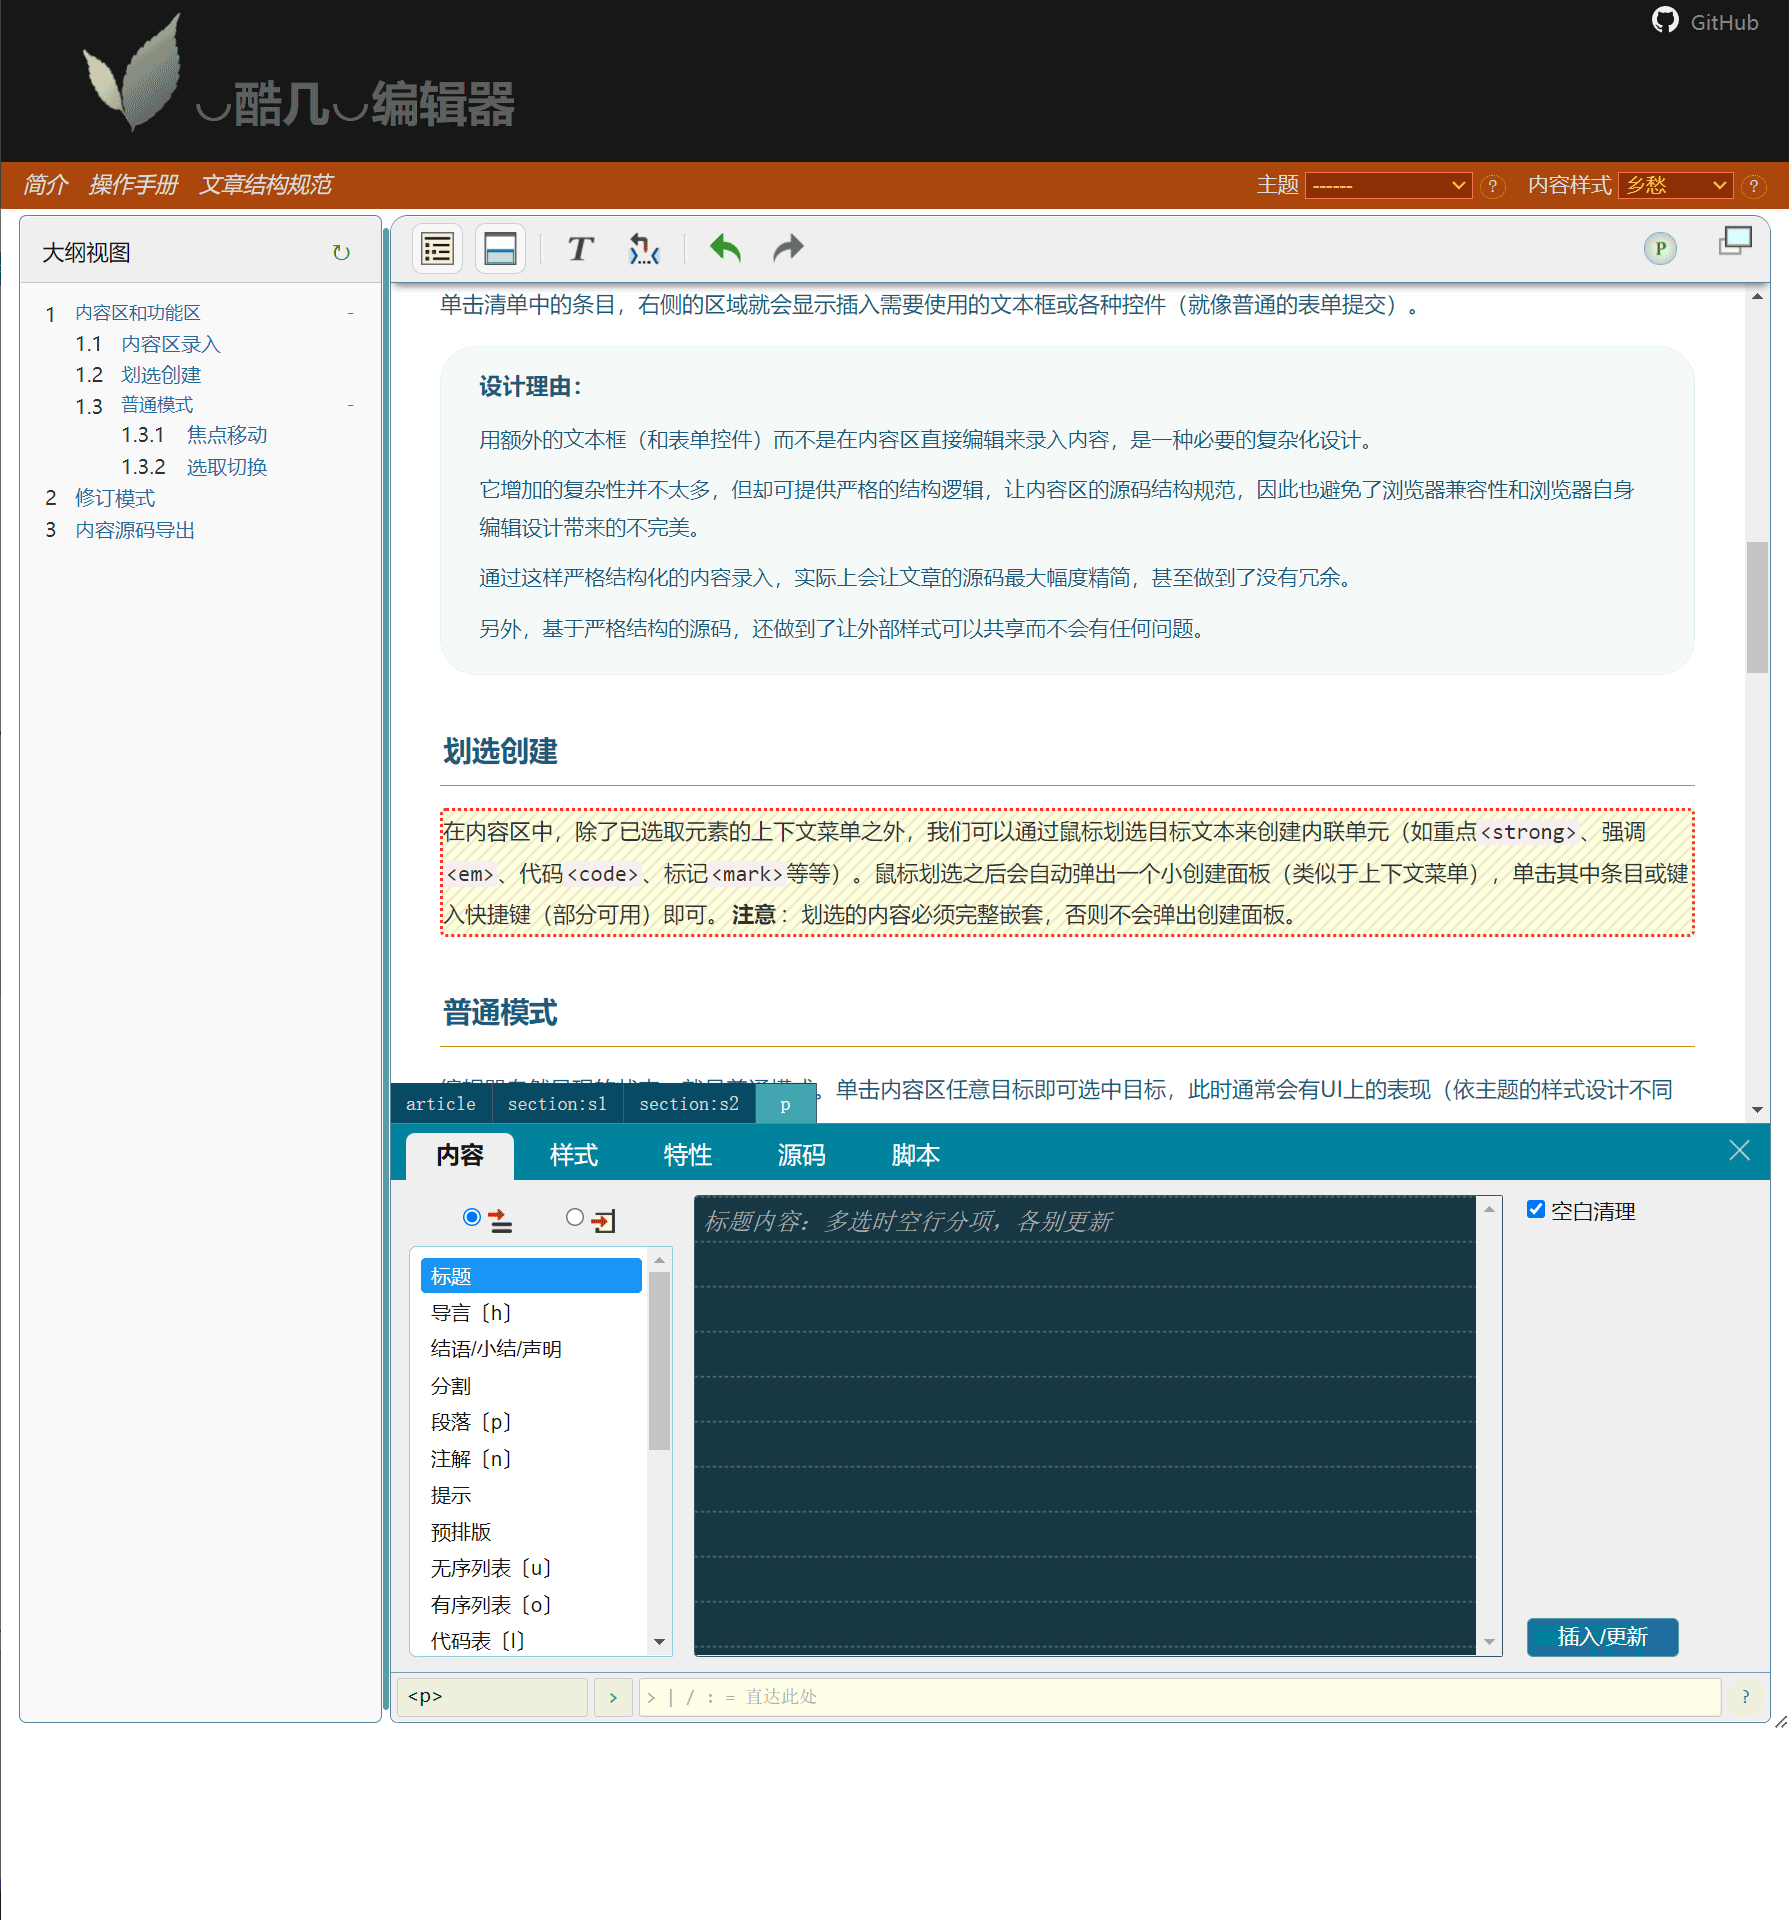 GitHub
◡酷几◡编辑器
简介 操作手册 文章结构规范 主题 ------ ? 内容样式 乡愁 ?
大纲视图 ↻
T
P
1 内容区和功能区 -
1.1 内容区录入
1.2 划选创建
1.3 普通模式 -
1.3.1 焦点移动
1.3.2 选取切换
2 修订模式
3 内容源码导出
单击清单中的条目，右侧的区域就会显示插入需要使用的文本框或各种控件（就像普通的表单提交）。
设计理由：
用额外的文本框（和表单控件）而不是在内容区直接编辑来录入内容，是一种必要的复杂化设计。
它增加的复杂性并不太多，但却可提供严格的结构逻辑，让内容区的源码结构规范，因此也避免了浏览器兼容性和浏览器自身
编辑设计带来的不完美。
通过这样严格结构化的内容录入，实际上会让文章的源码最大幅度精简，甚至做到了没有冗余。
另外，基于严格结构的源码，还做到了让外部样式可以共享而不会有任何问题。
划选创建
在内容区中，除了已选取元素的上下文菜单之外，我们可以通过鼠标划选目标文本来创建内联单元（如重点<strong>、强调
<em>、代码<code>、标记<mark>等等）。鼠标划选之后会自动弹出一个小创建面板（类似于上下文菜单），单击其中条目或键
入快捷键（部分可用）即可。注意：划选的内容必须完整嵌套，否则不会弹出创建面板。
普通模式
。单击内容区任意目标即可选中目标，此时通常会有UI上的表现（依主题的样式设计不同
article section:s1 section:s2 p
内容 样式 特性 源码 脚本
标题
导言〔h〕
结语/小结/声明
分割
段落〔p〕
注解〔n〕
提示
预排版
无序列表〔u〕
有序列表〔o〕
代码表〔l〕
标题内容：多选时空行分项，各别更新
空白清理
插入/更新
<p> > > | / : = 直达此处 ?